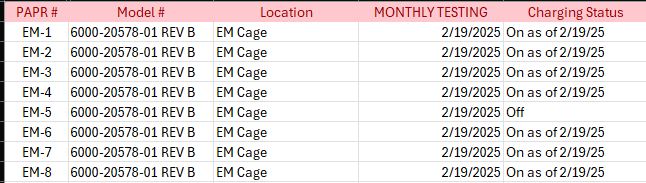 PAPR # Model # Location MONTHLY TESTING Charging Status
EM-1 6000-20578-01 REV B EM Cage 2/19/2025 On as of 2/19/25
EM-2 6000-20578-01 REV B EM Cage 2/19/2025 On as of 2/19/25
EM-3 6000-20578-01 REV B EM Cage 2/19/2025 On as of 2/19/25
EM-4 6000-20578-01 REV B EM Cage 2/19/2025 On as of 2/19/25
EM-5 6000-20578-01 REV B EM Cage 2/19/2025 Off
EM-6 6000-20578-01 REV B EM Cage 2/19/2025 On as of 2/19/25
EM-7 6000-20578-01 REV B EM Cage 2/19/2025 On as of 2/19/25
EM-8 6000-20578-01 REV B EM Cage 2/19/2025 On as of 2/19/25